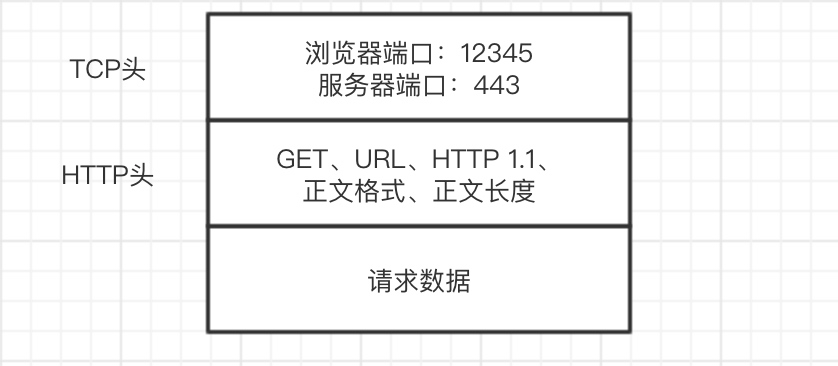 TCP头
浏览器端口：12345
服务器端口：443
HTTP头
GET、URL、HTTP 1.1、
正文格式、正文长度
请求数据